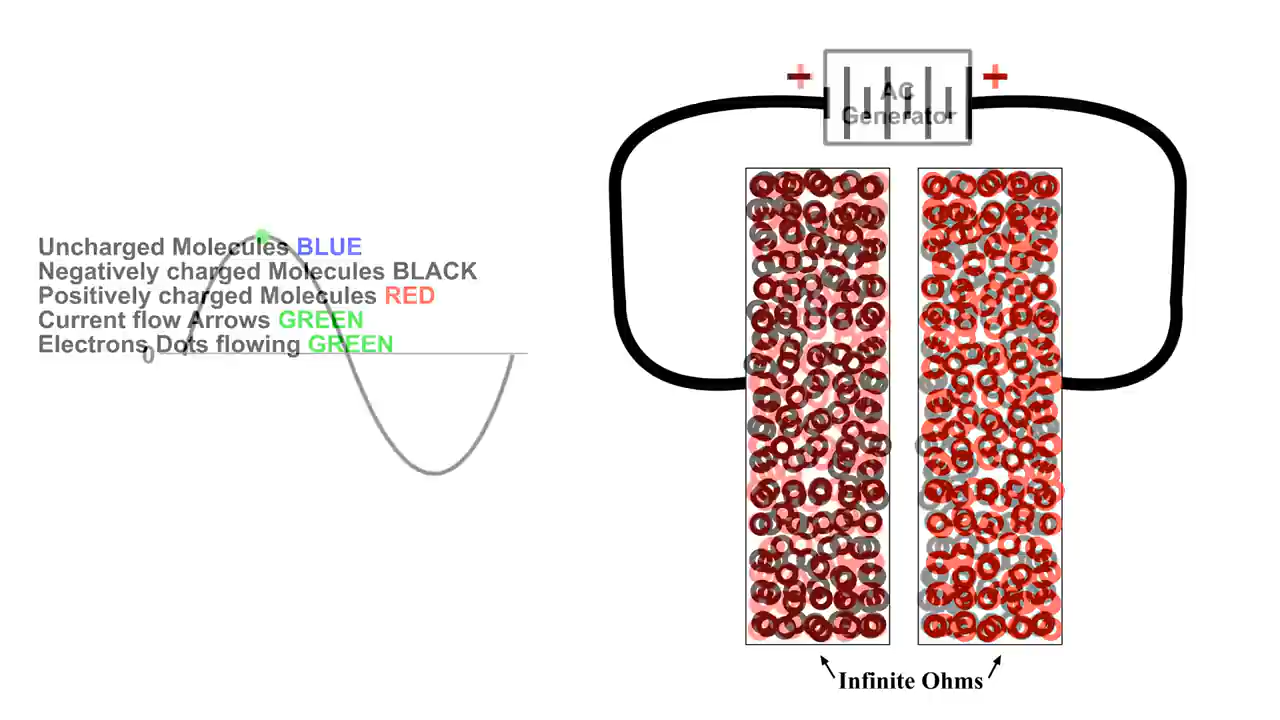 + +
AC
Generator
Uncharged Molecules BLUE
Negatively charged Molecules BLACK
Positively charged Molecules RED
Current flow Arrows GREEN
Electrons Dots flowing GREEN
0
Infinite Ohms